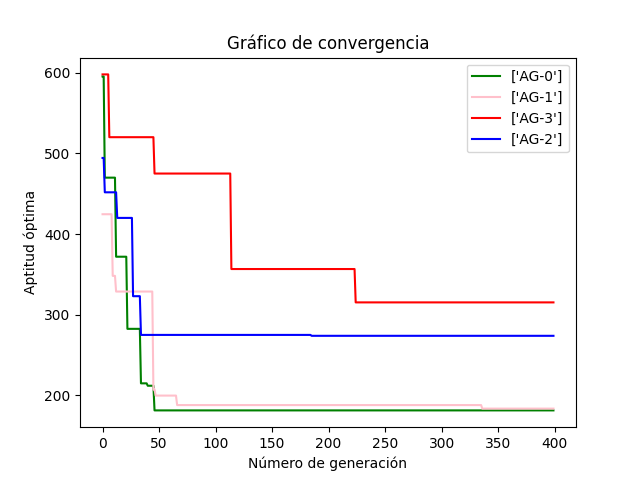 Gráfico de convergencia
['AG-0']
['AG-1']
['AG-3']
['AG-2']
600
500
400
300
200
Aptitud óptima
0 50 100 150 200 250 300 350 400
Número de generación